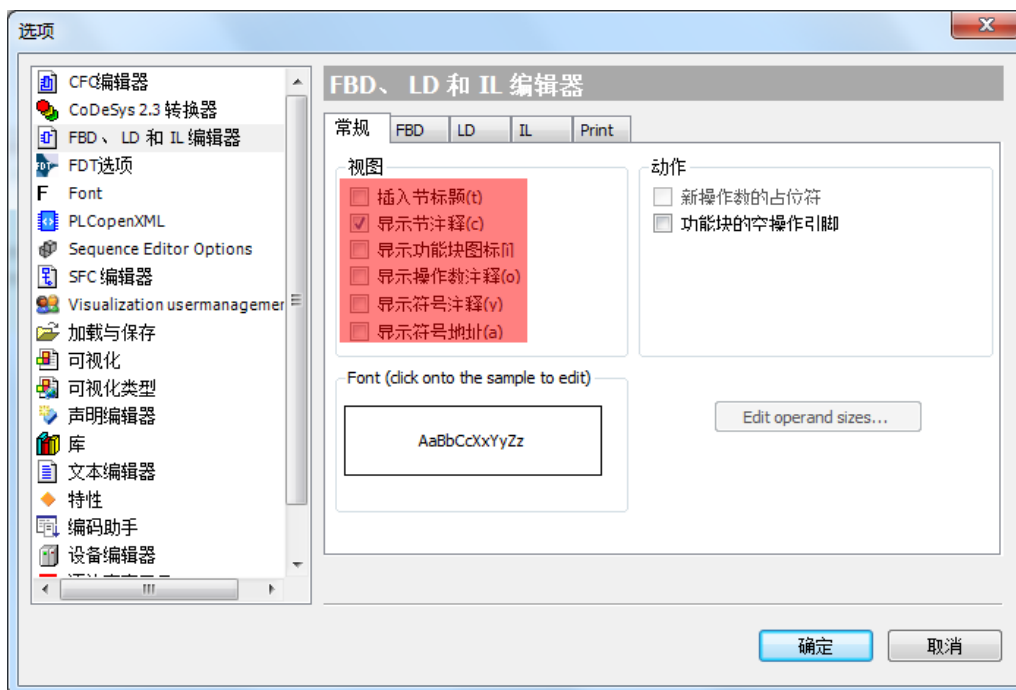 选项
CFC编辑器
CoDeSys 2.3 转换器
FBD、 LD 和 IL 编辑器
FDT选项
Font
PLCopenXML
Sequence Editor Options
SFC 编辑器
Visualization usermanagemer
加载与保存
可视化
可视化类型
声明编辑器
库
文本编辑器
特性
编码助手
设备编辑器
FBD、 LD 和 IL 编辑器
常规 FBD LD IL Print
视图
插入节标题(t)
显示节注释(c)
显示功能块图标
显示操作数注释(o)
显示符号注释(y)
显示符号地址(a)
动作
新操作数的占位符
功能块的空操作引脚
Font (click onto the sample to edit)
AaBbCcXxYyZz
Edit operand sizes...
确定 取消